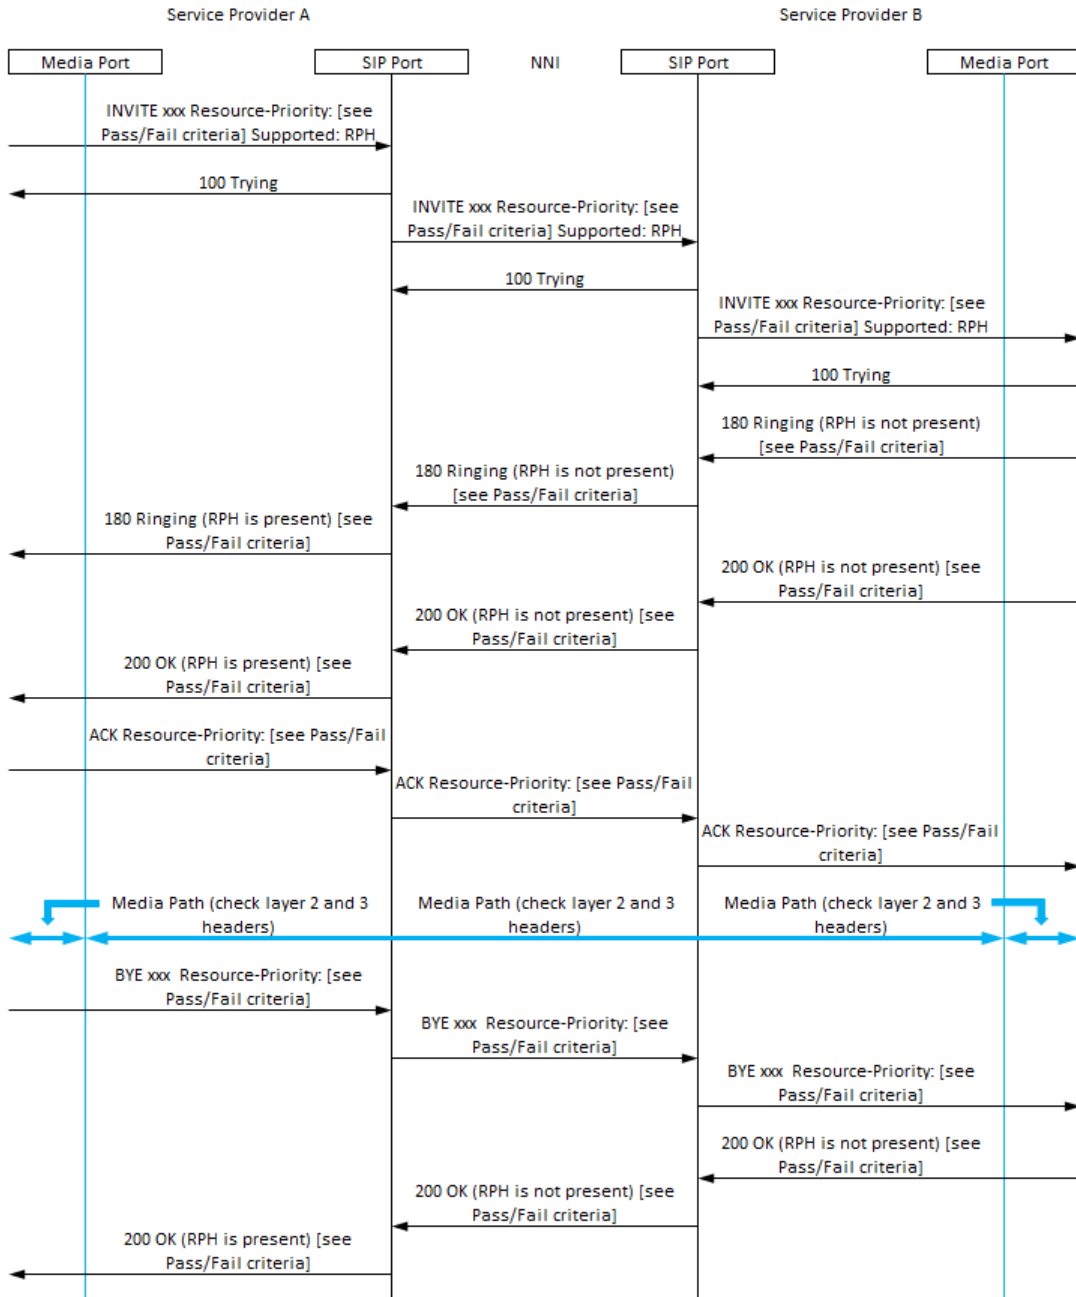 Service Provider A
Service Provider B
Media Port
SIP Port
NNI
SIP Port
Media Port
INVITE xxx Resource-Priority: [see
Pass/Fail criteria] Supported: RPH
100 Trying
INVITE xxx Resource-Priority: [see
Pass/Fail criteria] Supported: RPH
100 Trying
INVITE xxx Resource-Priority: [see
Pass/Fail criteria] Supported: RPH
100 Trying
180 Ringing (RPH is not present)
[see Pass/Fail criteria]
180 Ringing (RPH is not present)
[see Pass/Fail criteria]
180 Ringing (RPH is present) [see
Pass/Fail criteria]
200 OK (RPH is not present) [see
Pass/Fail criteria]
200 OK (RPH is not present) [see
Pass/Fail criteria]
200 OK (RPH is present) [see
Pass/Fail criteria]
ACK Resource-Priority: [see Pass/Fail
criteria]
ACK Resource-Priority: [see Pass/Fail
criteria]
ACK Resource-Priority: [see Pass/Fail
criteria]
Media Path (check layer 2 and 3
headers)
Media Path (check layer 2 and 3
headers)
Media Path (check layer 2 and 3
headers)
BYE xxx  Resource-Priority: [see
Pass/Fail criteria]
BYE xxx  Resource-Priority: [see
Pass/Fail criteria]
BYE xxx  Resource-Priority: [see
Pass/Fail criteria]
200 OK (RPH is not present) [see
Pass/Fail criteria]
200 OK (RPH is not present) [see
Pass/Fail criteria]
200 OK (RPH is present) [see
Pass/Fail criteria]